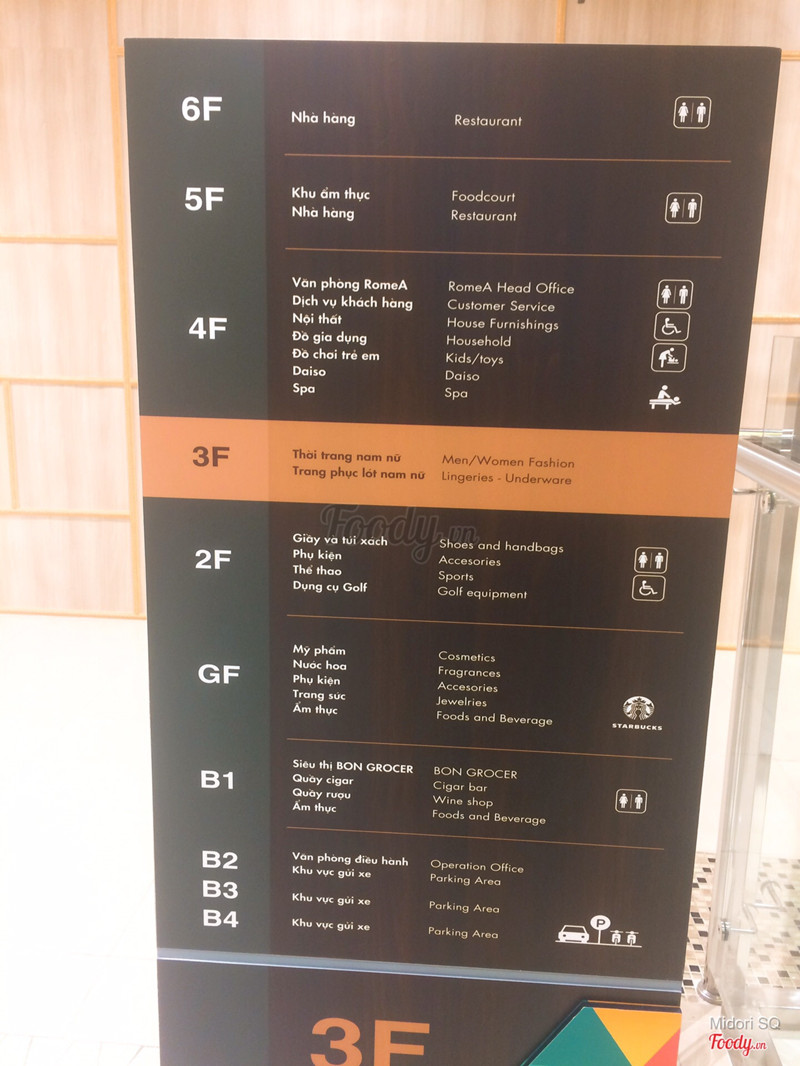 6F
Nhà hàng Restaurant
5F
Khu ẩm thực Foodcourt
Nhà hàng Restaurant
4F
Văn phòng RomeA RomeA Head Office
Dịch vụ khách hàng Customer Service
Nội thất House Furnishings
Đồ gia dụng Household
Đồ chơi trẻ em Kids/toys
Daiso Daiso
Spa Spa
3F
Thời trang nam nữ Men/Women Fashion
Trang phục lót nam nữ Lingeries - Underware
Foody.vn
2F
Giày và túi xách Shoes and handbags
Phụ kiện Accesories
Thể thao Sports
Dụng cụ Golf Golf equipment
GF
Mỹ phẩm Cosmetics
Nước hoa Fragrances
Phụ kiện Accesories
Trang sức Jewelries
Ẩm thực Foods and Beverage
STARBUCKS
B1
Siêu thị BON GROCER BON GROCER
Quầy cigar Cigar bar
Quầy rượu Wine shop
Ẩm thực Foods and Beverage
B2
Văn phòng điều hành Operation Office
Khu vực gửi xe Parking Area
B3
Khu vực gửi xe Parking Area
B4
Khu vực gửi xe Parking Area
P
3F
Midori SQ
Foody.vn